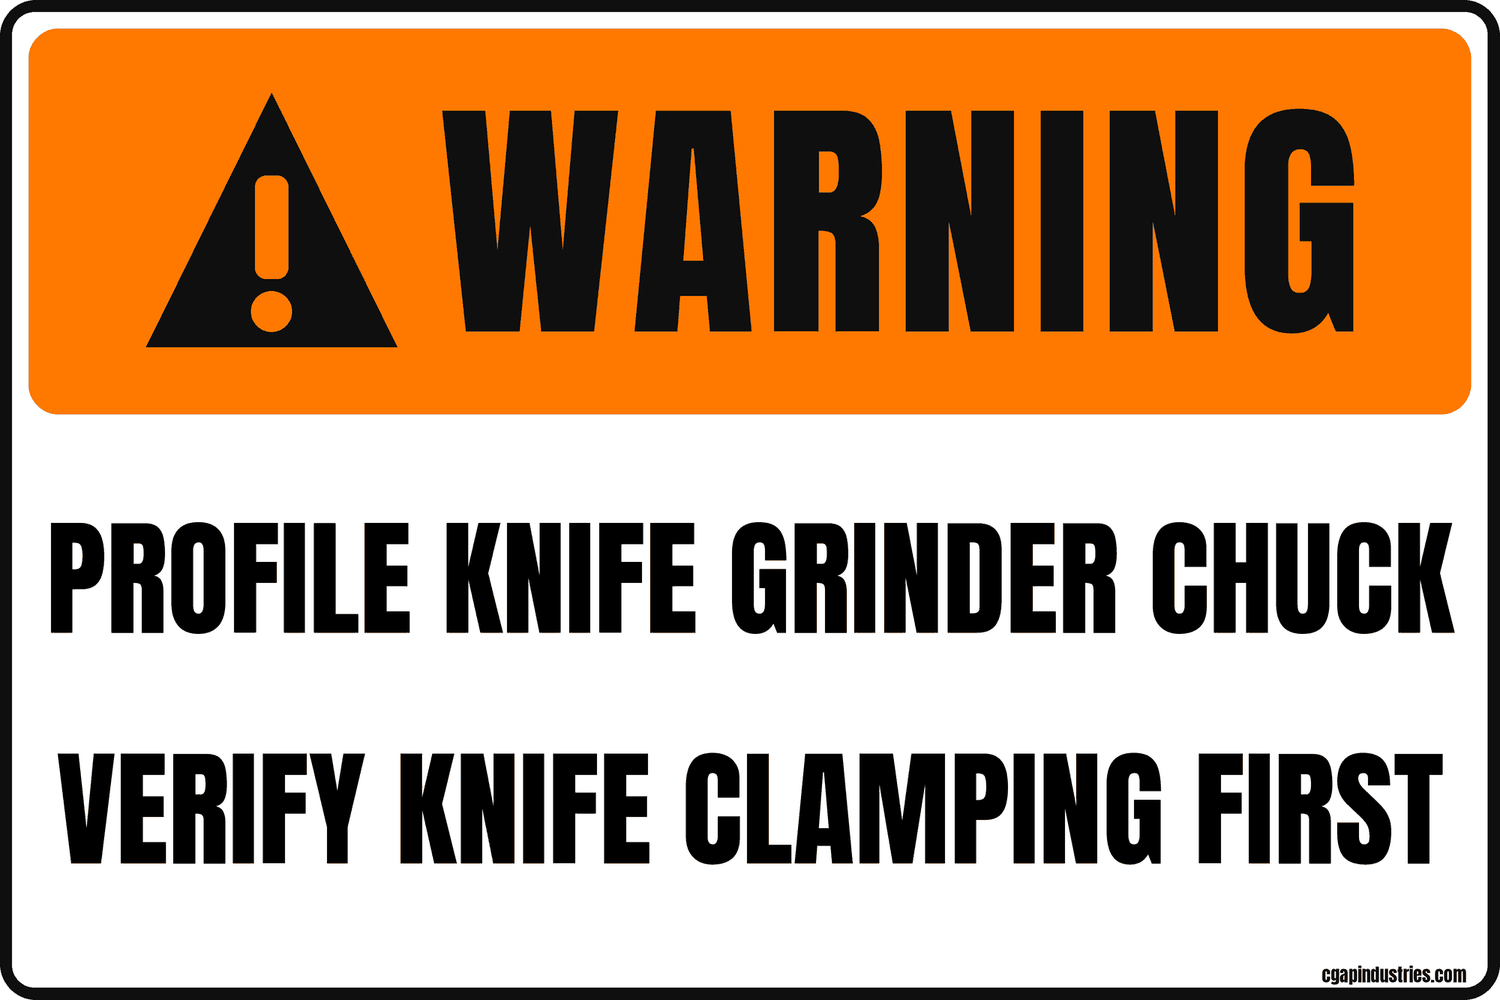 WARNING
PROFILE KNIFE GRINDER CHUCK
VERIFY KNIFE CLAMPING FIRST
cgapindustries.com